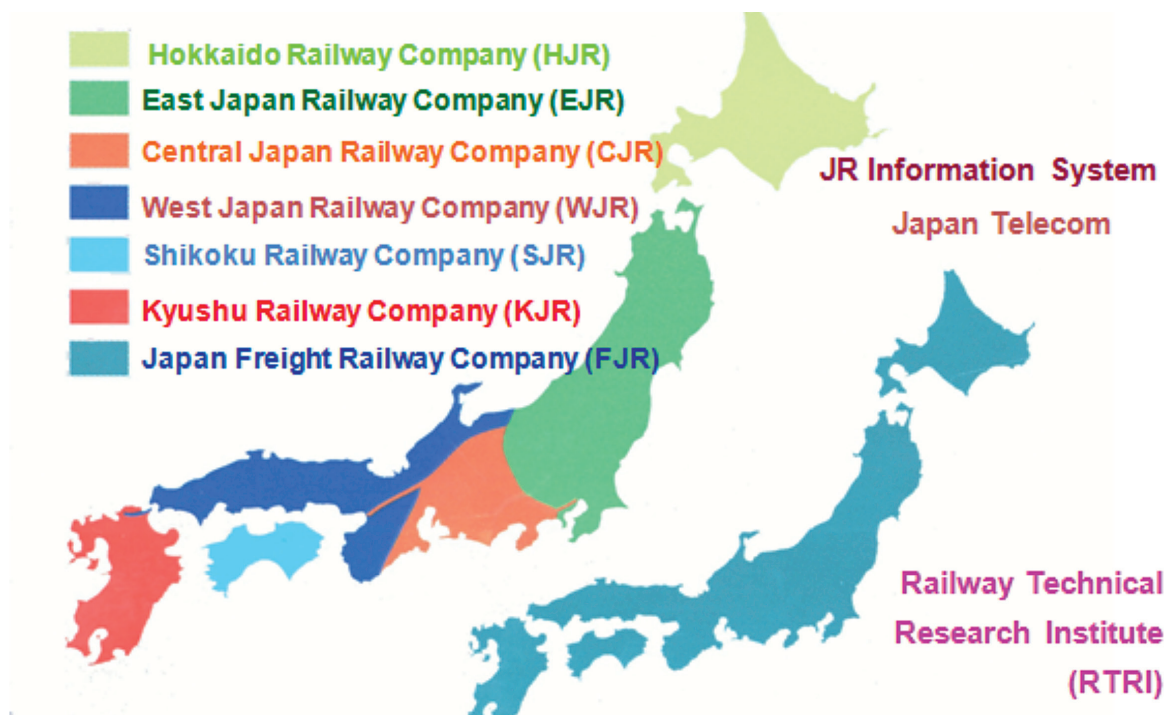 Hokkaido Railway Company (HJR)
East Japan Railway Company (EJR)
Central Japan Railway Company (CJR)
West Japan Railway Company (WJR)
Shikoku Railway Company (SJR)
Kyushu Railway Company (KJR)
Japan Freight Railway Company (FJR)
JR Information System
Japan Telecom
Railway Technical
Research Institute
(RTRI)